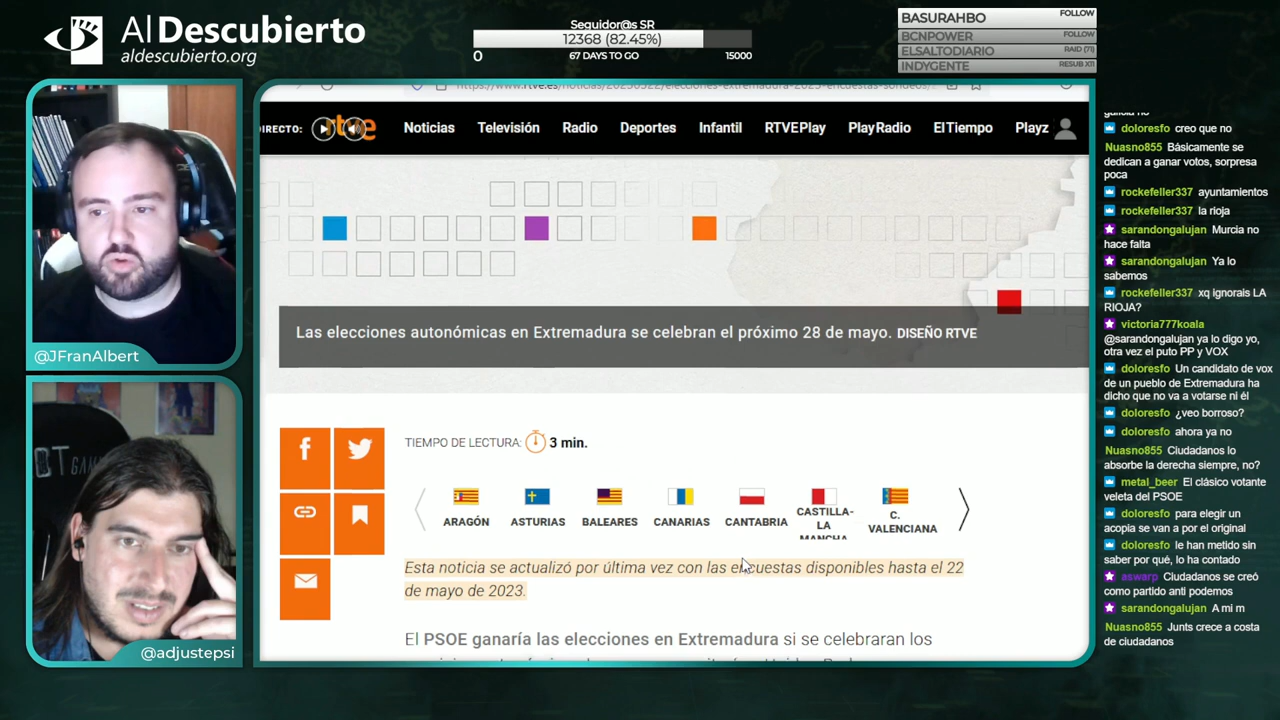 Al Descubierto
aldescubierto.org
Seguidor@s SR
12368 (82.45%)
0
67 DAYS TO GO
15000
BASURAHBO FOLLOW
BCNPOWER FOLLOW
ELSALTODIARIO RAID (71)
INDYGENTE RESUB X11
@JFranAlbert
@adjustepsi
DIRECTO:
rtve
Noticias
Televisión
Radio
Deportes
Infantil
RTVE Play
PlayRadio
El Tiempo
Playz
Las elecciones autonómicas en Extremadura se celebran el próximo 28 de mayo. DISEÑO RTVE
TIEMPO DE LECTURA: 3 min.
ARAGÓN
ASTURIAS
BALEARES
CANARIAS
CANTABRIA
CASTILLA-
LA
MANCHA
C.
VALENCIANA
Esta noticia se actualizó por última vez con las encuestas disponibles hasta el 22
de mayo de 2023.
El PSOE ganaría las elecciones en Extremadura si se celebraran los
doloresfo creo que no
Nuasno855 Básicamente se
dedican a ganar votos, sorpresa
poca
rockefeller337 ayuntamientos
rockefeller337 la rioja
sarandongalujan Murcia no
hace falta
sarandongalujan Ya lo
sabemos
rockefeller337 xq ignorais LA
RIOJA?
victoria777koala
@sarandongalujan ya lo digo yo,
otra vez el puto PP y VOX
doloresfo Un candidato de vox
de un pueblo de Extremadura ha
dicho que no va a votarse ni él
doloresfo ¿veo borroso?
doloresfo ahora ya no
Nuasno855 Ciudadanos lo
absorbe la derecha siempre, no?
metal_beer El clásico votante
veleta del PSOE
doloresfo para elegir un
acopia se van a por el original
doloresfo le han metido sin
saber por qué, lo ha contado
aswarp Ciudadanos se creó
como partido anti podemos
sarandongalujan A mi m
Nuasno855 Junts crece a costa
de ciudadanos